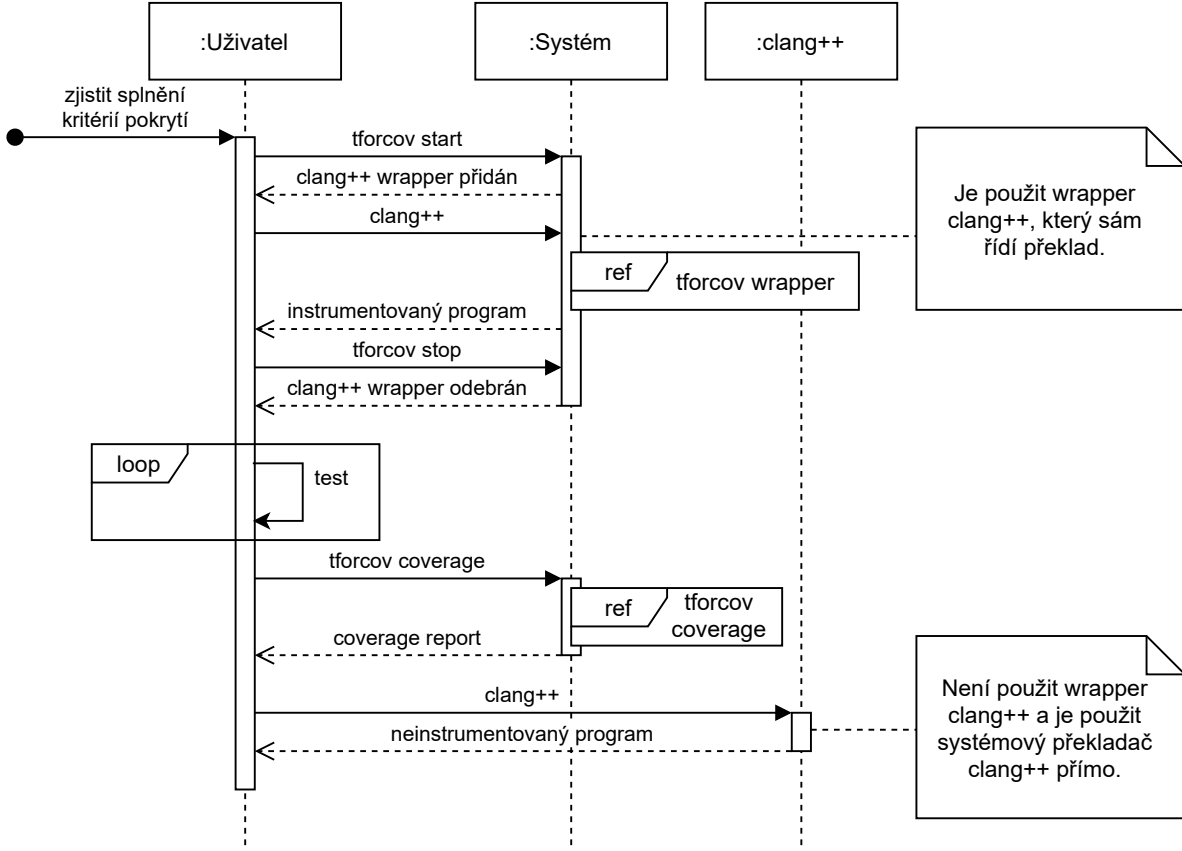 :Uživatel
:Systém
:clang++
zjistit splnění
kritérií pokrytí
tforcov start
clang++ wrapper přidán
clang++
Je použit wrapper
clang++, který sám
řídí překlad.
ref
tforcov wrapper
instrumentovaný program
tforcov stop
clang++ wrapper odebrán
loop
test
tforcov coverage
ref
tforcov
coverage
coverage report
clang++
neinstrumentovaný program
Není použit wrapper
clang++ a je použit
systémový překladač
clang++ přímo.